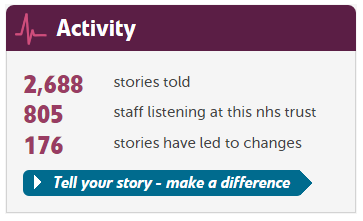 Activity
2,688 stories told
805 staff listening at this nhs trust
176 stories have led to changes
Tell your story - make a difference